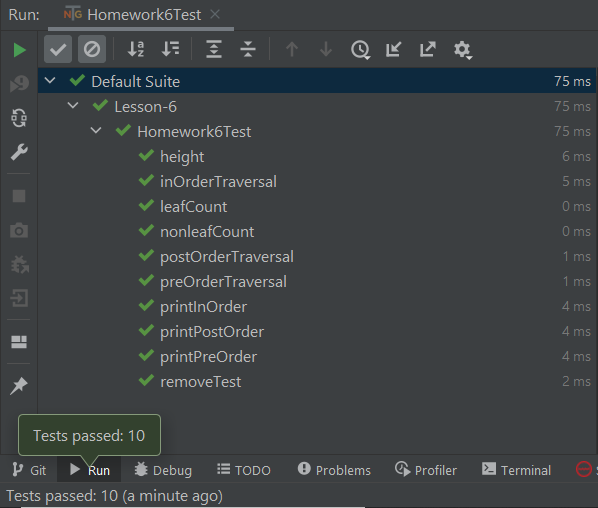 Run: NTG Homework6Test
Default Suite 75 ms
Lesson-6 75 ms
Homework6Test 75 ms
height 6 ms
inOrderTraversal 5 ms
leafCount 0 ms
nonleafCount 0 ms
postOrderTraversal 1 ms
preOrderTraversal 1 ms
printInOrder 4 ms
printPostOrder 4 ms
printPreOrder 4 ms
removeTest 2 ms
Tests passed: 10
Git Run Debug TODO Problems Profiler Terminal
Tests passed: 10 (a minute ago)